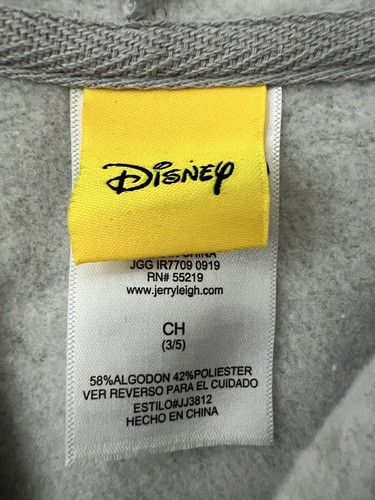 Disney
CHINA
JGG IR7709 0919
RN# 55219
www.jerryleigh.com
CH
(3/5)
58%ALGODON 42%POLIESTER
VER REVERSO PARA EL CUIDADO
ESTILO#JJ3812
HECHO EN CHINA